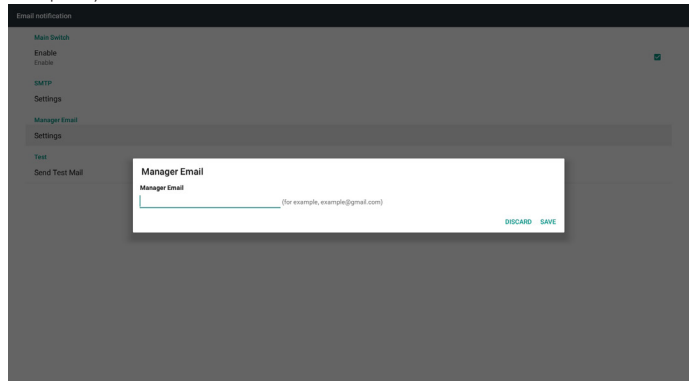 Email notification
Main Switch
Enable
Enable
SMTP
Settings
Manager Email
Settings
Test
Send Test Mail
Manager Email
Manager Email
(for example, example@gmail.com)
DISCARD SAVE